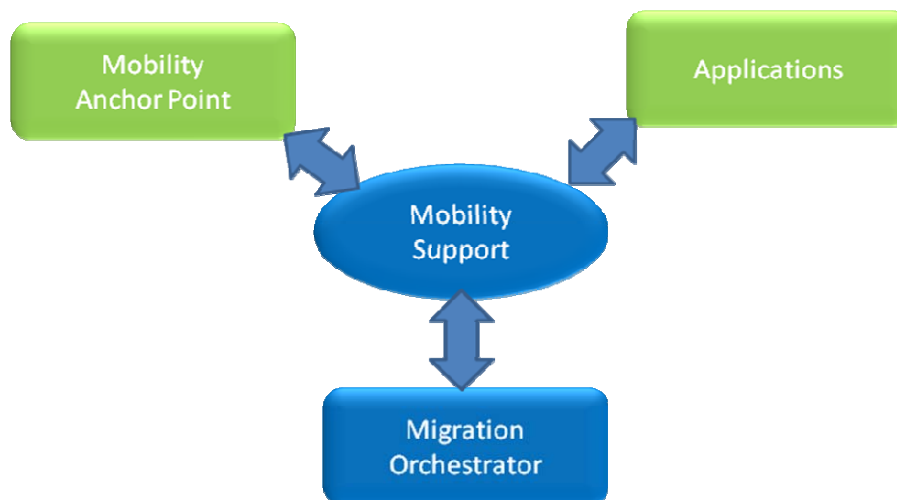 Mobility
Anchor Point
Applications
Mobility
Support
Migration
Orchestrator